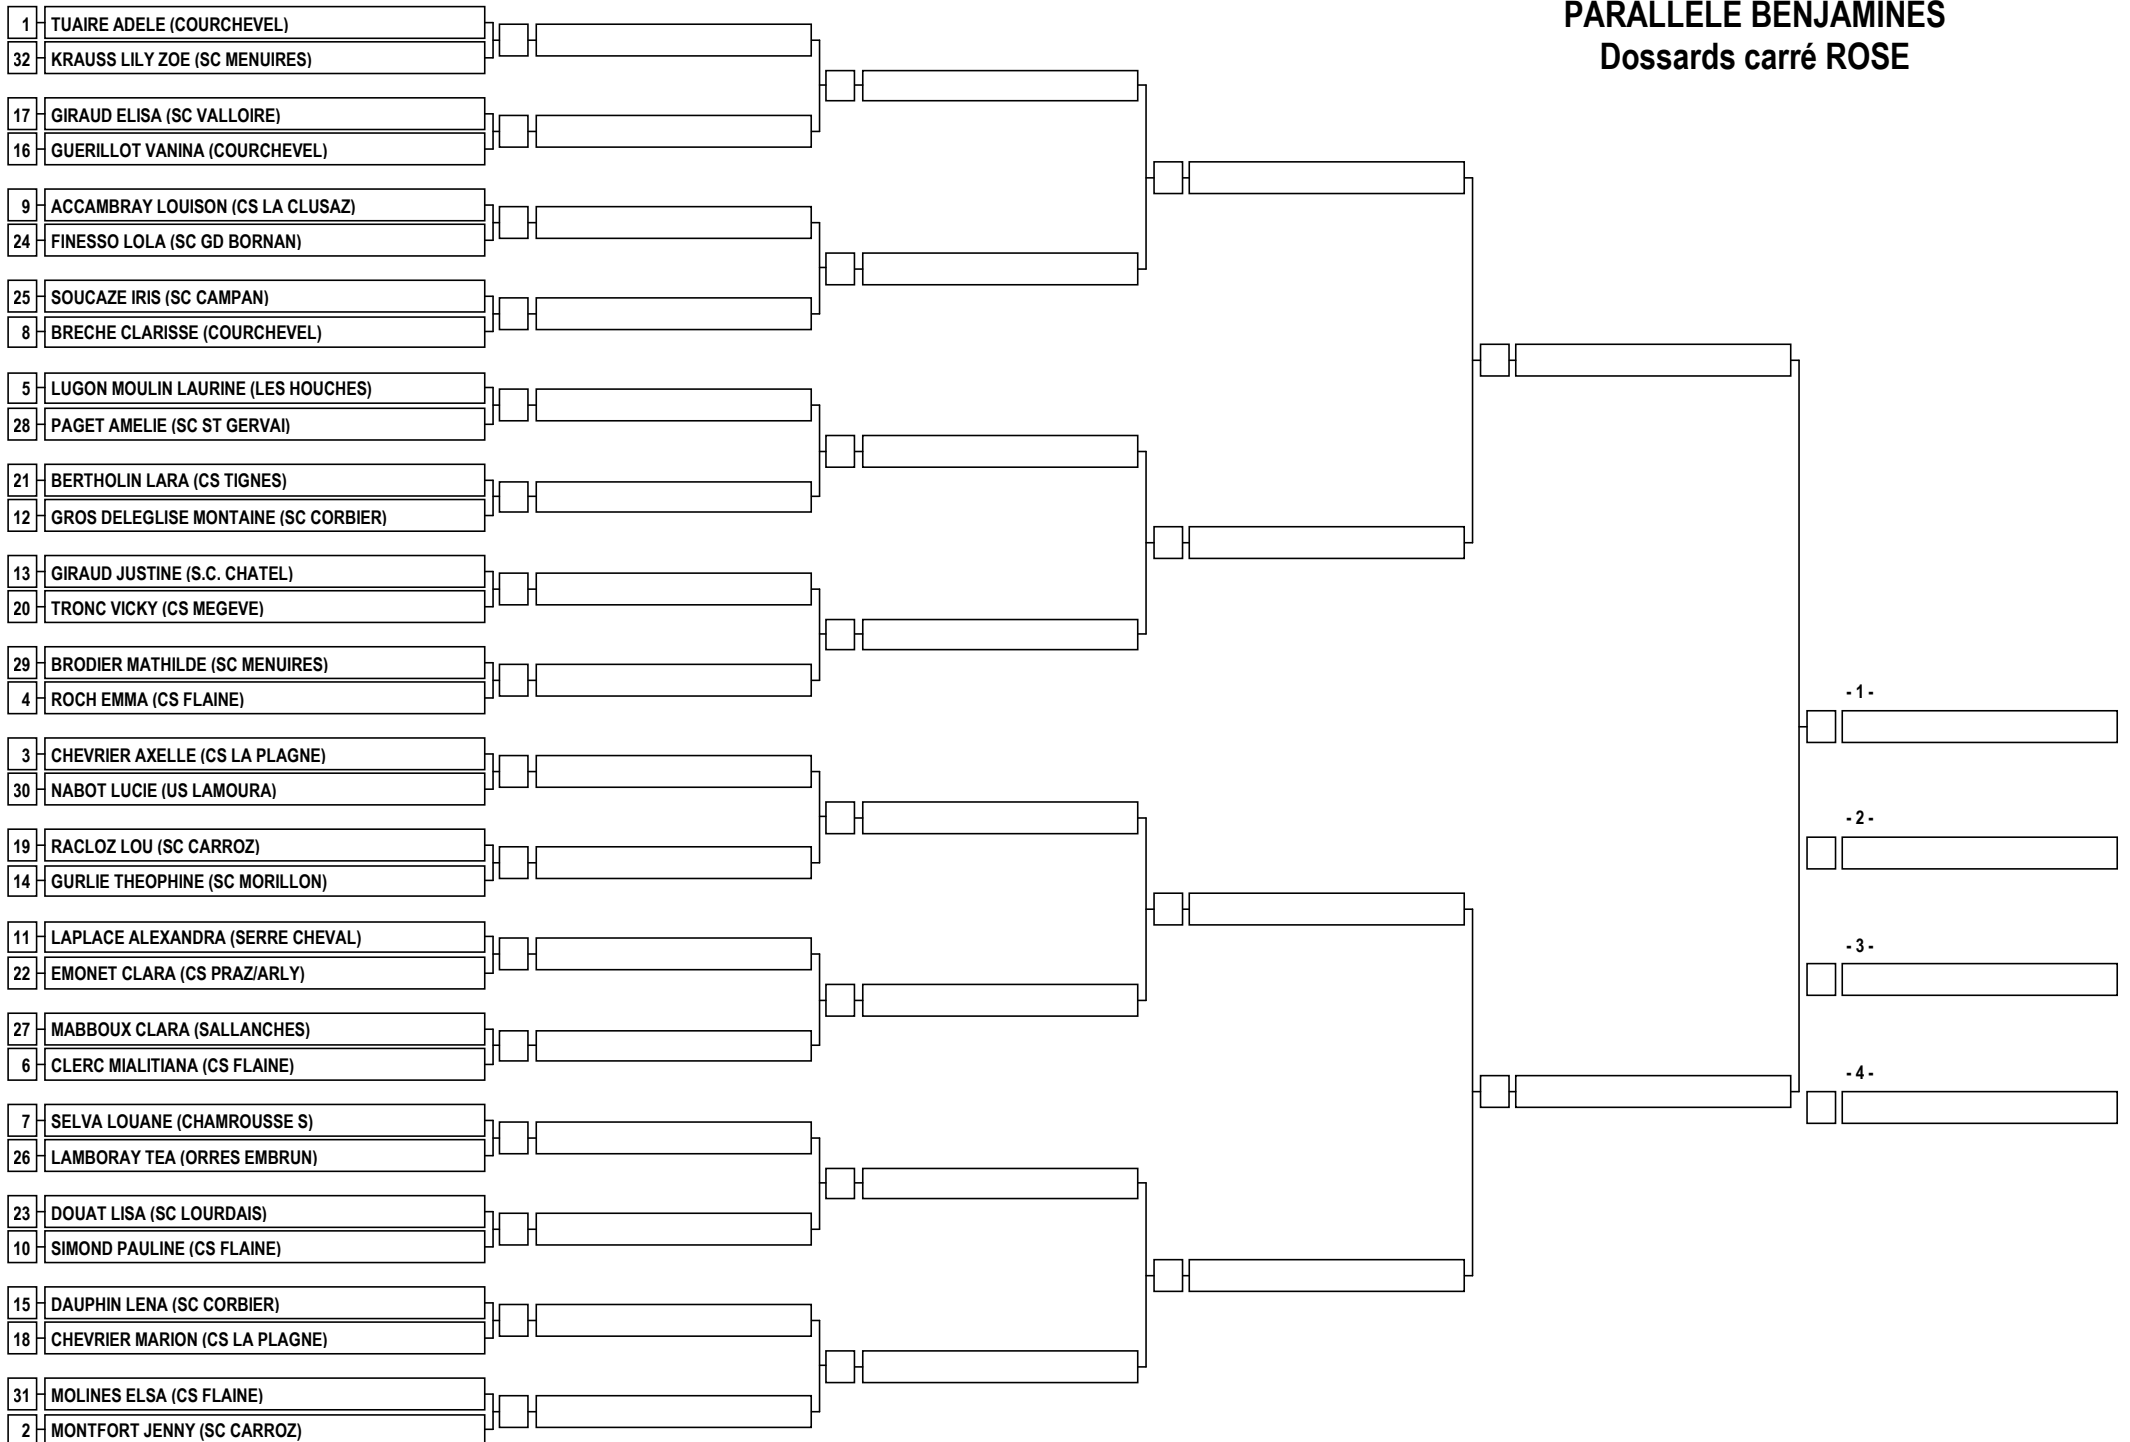 PARALLELE BENJAMINES
Dossards carré ROSE
1 TUAIRE ADELE (COURCHEVEL)
32 KRAUSS LILY ZOE (SC MENUIRES)
17 GIRAUD ELISA (SC VALLOIRE)
16 GUERILLOT VANINA (COURCHEVEL)
9 ACCAMBRAY LOUISON (CS LA CLUSAZ)
24 FINESSO LOLA (SC GD BORNAN)
25 SOUCAZE IRIS (SC CAMPAN)
8 BRECHE CLARISSE (COURCHEVEL)
5 LUGON MOULIN LAURINE (LES HOUCHES)
28 PAGET AMELIE (SC ST GERVAI)
21 BERTHOLIN LARA (CS TIGNES)
12 GROS DELEGLISE MONTAINE (SC CORBIER)
13 GIRAUD JUSTINE (S.C. CHATEL)
20 TRONC VICKY (CS MEGEVE)
29 BRODIER MATHILDE (SC MENUIRES)
4 ROCH EMMA (CS FLAINE)
3 CHEVRIER AXELLE (CS LA PLAGNE)
30 NABOT LUCIE (US LAMOURA)
19 RACLOZ LOU (SC CARROZ)
14 GURLIE THEOPHINE (SC MORILLON)
11 LAPLACE ALEXANDRA (SERRE CHEVAL)
22 EMONET CLARA (CS PRAZ/ARLY)
27 MABBOUX CLARA (SALLANCHES)
6 CLERC MIALITIANA (CS FLAINE)
7 SELVA LOUANE (CHAMROUSSE S)
26 LAMBORAY TEA (ORRES EMBRUN)
23 DOUAT LISA (SC LOURDAIS)
10 SIMOND PAULINE (CS FLAINE)
15 DAUPHIN LENA (SC CORBIER)
18 CHEVRIER MARION (CS LA PLAGNE)
31 MOLINES ELSA (CS FLAINE)
2 MONTFORT JENNY (SC CARROZ)
- 1 -
- 2 -
- 3 -
- 4 -